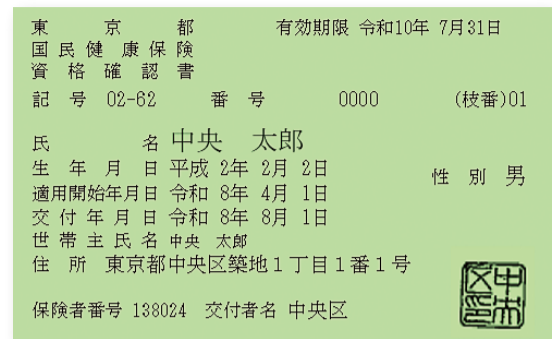 東京都 有効期限 令和10年 7月31日
国民健康保険
資格確認書
記号 02-62 番号 0000 (枝番)01
氏名 中央 太郎
生年月日 平成 2年 2月 2日 性別 男
適用開始年月日 令和 8年 4月 1日
交付年月日 令和 8年 8月 1日
世帯主氏名 中央 太郎
住所 東京都中央区築地1丁目1番1号
保険者番号 138024 交付者名 中央区
中央
区印